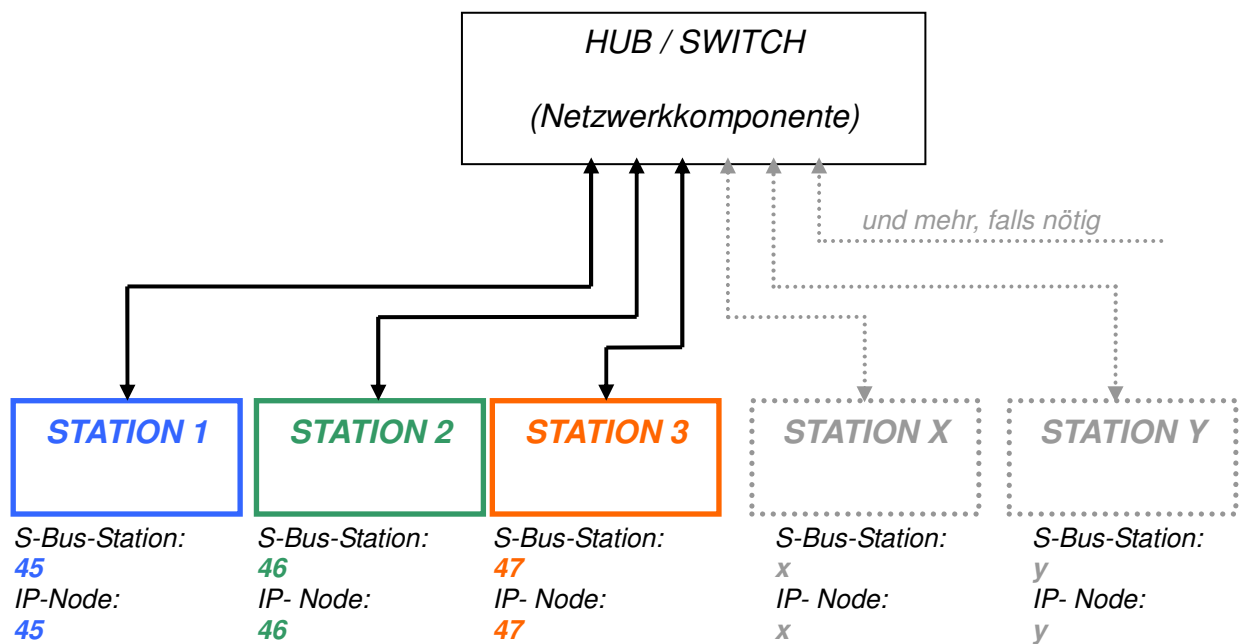 HUB / SWITCH
(Netzwerkkomponente)
und mehr, falls nötig
STATION 1
STATION 2
STATION 3
STATION X
STATION Y
S-Bus-Station:
45
IP-Node:
45
S-Bus-Station:
46
IP- Node:
46
S-Bus-Station:
47
IP- Node:
47
S-Bus-Station:
x
IP- Node:
x
S-Bus-Station:
y
IP- Node:
y